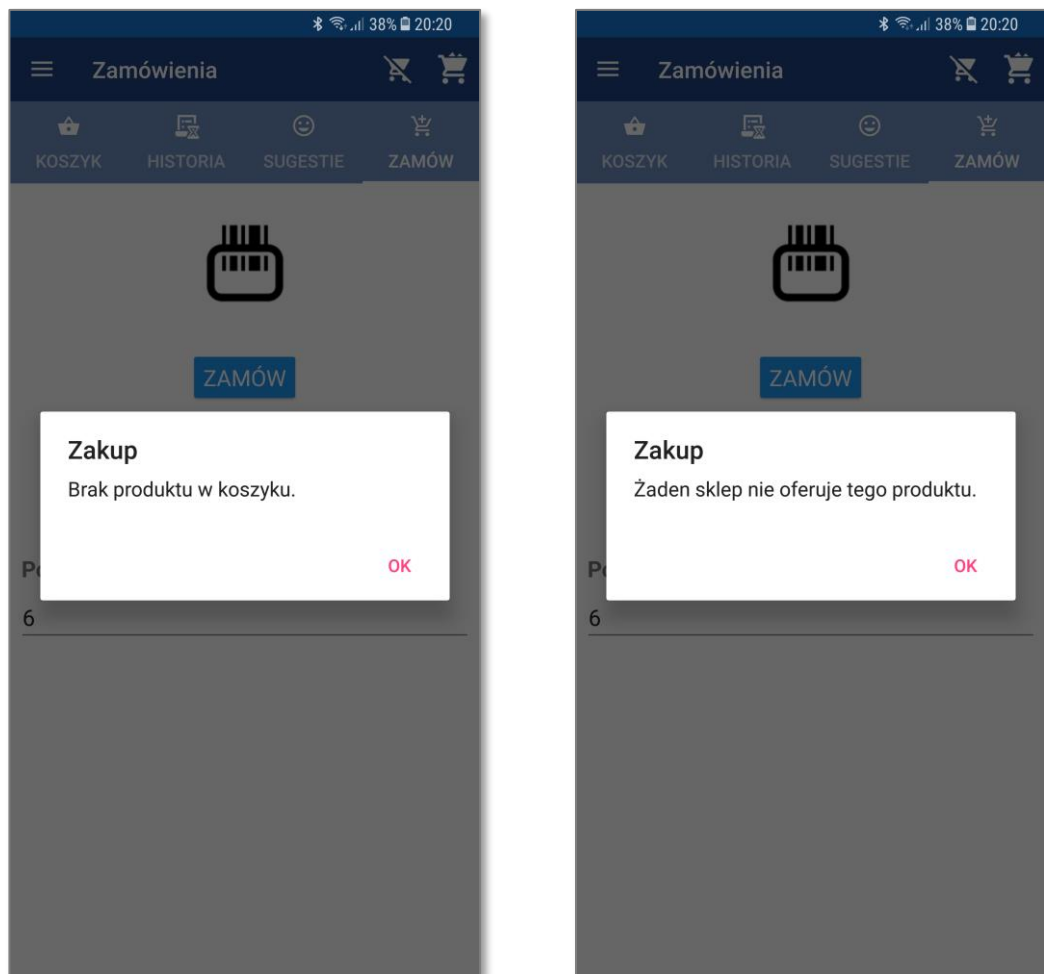 38% 20:20
Zamówienia
KOSZYK HISTORIA SUGESTIE ZAMÓW
ZAMÓW
Zakup
Brak produktu w koszyku.
OK
6
38% 20:20
Zamówienia
KOSZYK HISTORIA SUGESTIE ZAMÓW
ZAMÓW
Zakup
Żaden sklep nie oferuje tego produktu.
OK
6